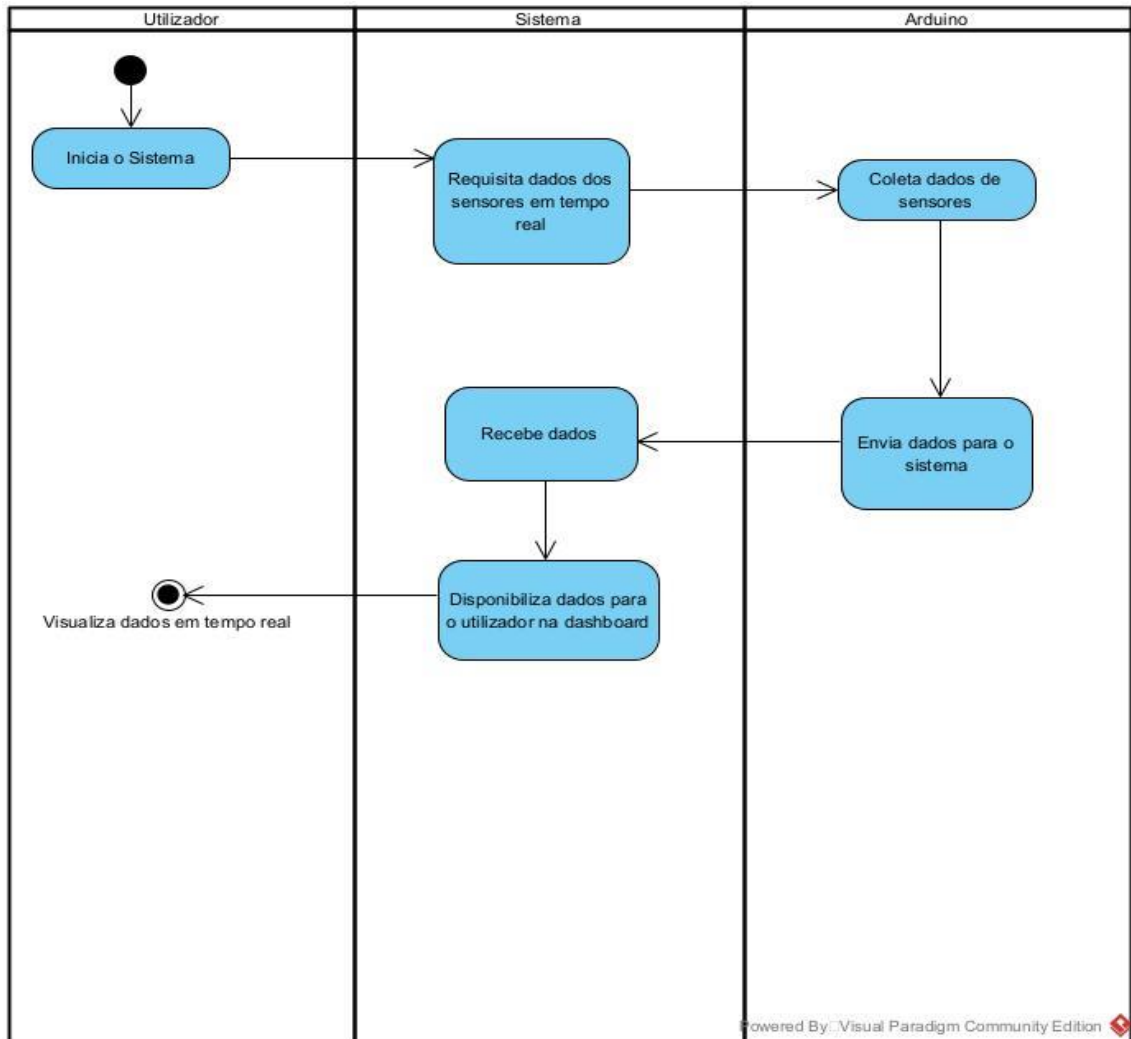 Utilizador
Sistema
Arduino
Inicia o Sistema
Requisita dados dos
sensores em tempo
real
Coleta dados de
sensores
Recebe dados
Envia dados para o
sistema
Disponibiliza dados para
o utilizador na dashboard
Visualiza dados em tempo real
Powered By Visual Paradigm Community Edition